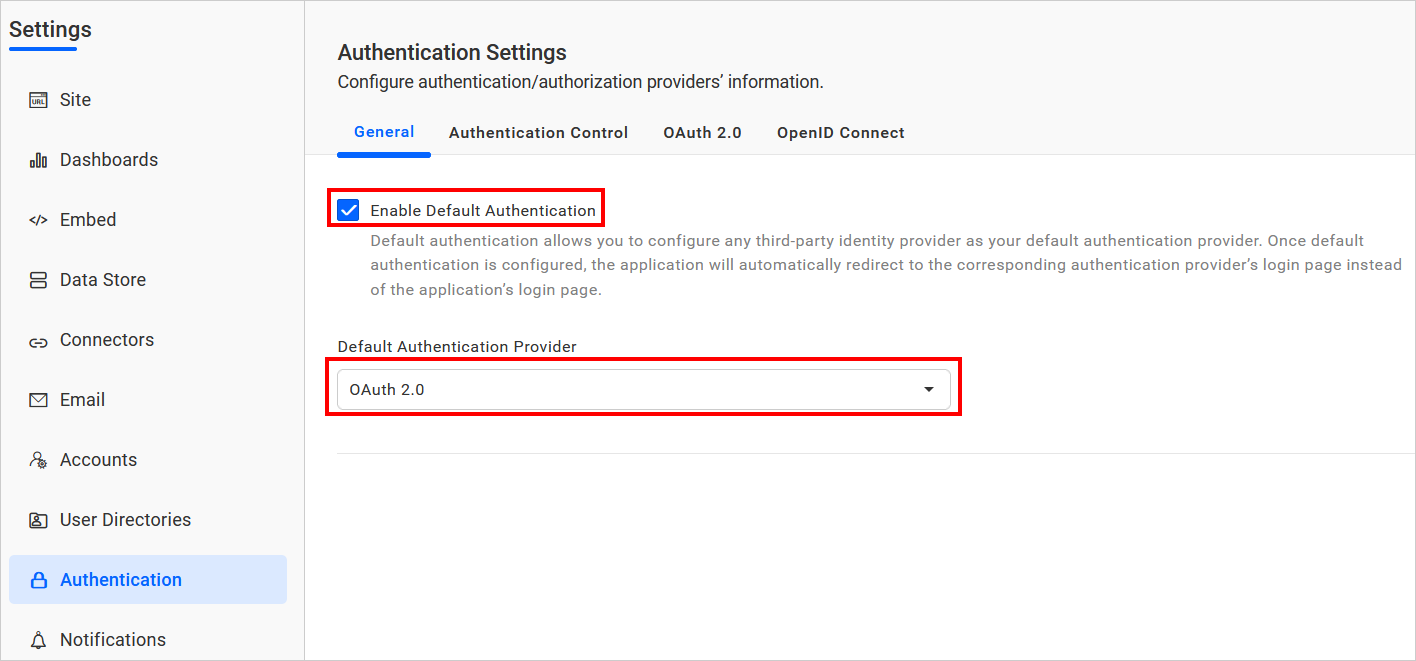 Settings
Site
Dashboards
Embed
Data Store
Connectors
Email
Accounts
User Directories
Authentication
Notifications
Authentication Settings
Configure authentication/authorization providers’ information.
General
Authentication Control
OAuth 2.0
OpenID Connect
Enable Default Authentication
Default authentication allows you to configure any third-party identity provider as your default authentication provider. Once default
authentication is configured, the application will automatically redirect to the corresponding authentication provider’s login page instead
of the application’s login page.
Default Authentication Provider
OAuth 2.0